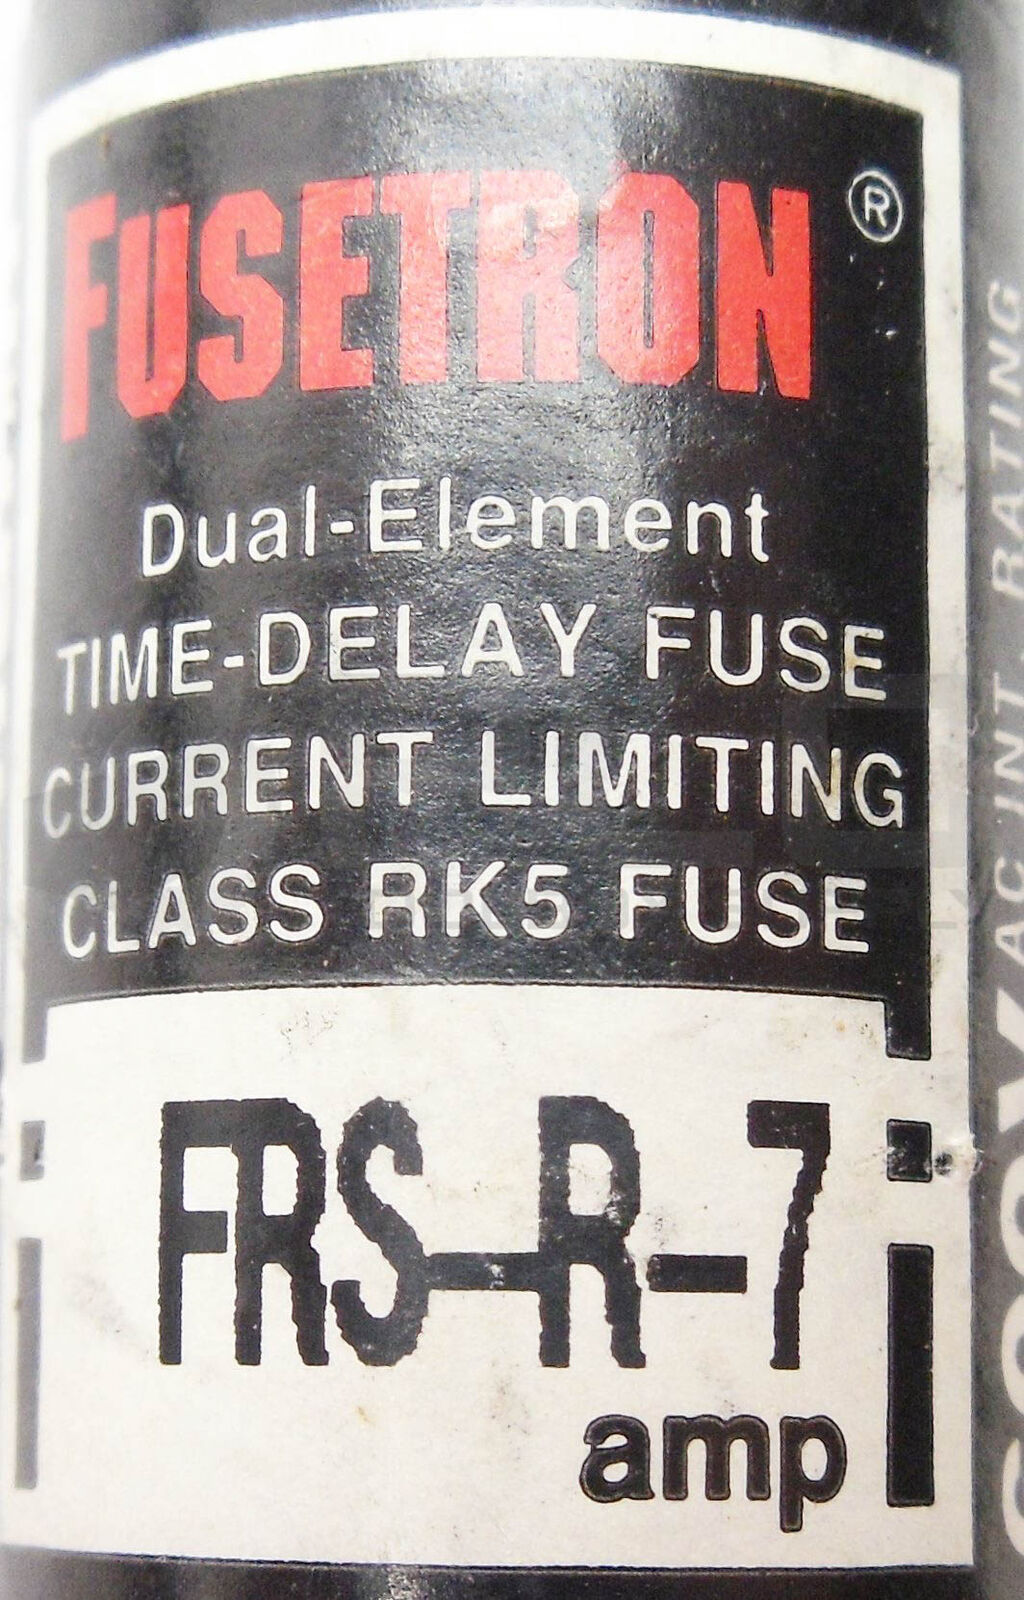 FUSETRON ®
Dual-Element
TIME-DELAY FUSE
CURRENT LIMITING
CLASS RK5 FUSE
FRS-R-7
amp
AC INT. RATING